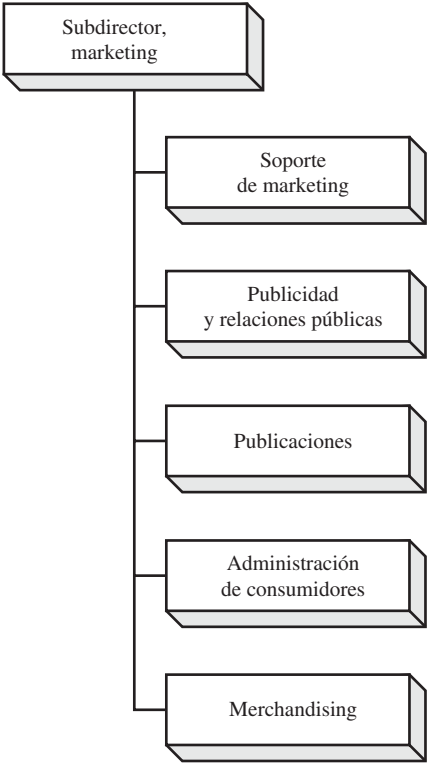 Subdirector,
marketing
Soporte
de marketing
Publicidad
y relaciones públicas
Publicaciones
Administración
de consumidores
Merchandising